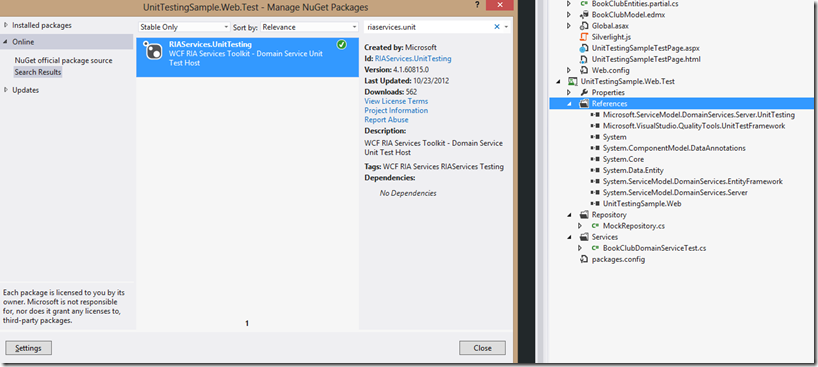 UnitTestingSample.Web.Test - Manage NuGet Packages
Installed packages
Online
NuGet official package source
Search Results
Updates
Each package is licensed to you by its
owner. Microsoft is not responsible
for, nor does it grant any licenses to,
third-party packages.
Settings
Stable Only
Sort by: Relevance
RIAServices.UnitTesting
WCF RIA Services Toolkit - Domain Service Unit
Test Host
1
riaservices.unit
Created by: Microsoft
Id: RIAServices.UnitTesting
Version: 4.1.60815.0
Last Updated: 10/23/2012
Downloads: 562
View License Terms
Project Information
Report Abuse
Description:
WCF RIA Services Toolkit - Domain Service
Unit Test Host
Tags: WCF RIA Services RIAServices Testing
Dependencies:
No Dependencies
Close
BookClubEntities.partial.cs
BookClubModel.edmx
Global.asax
Silverlight.js
UnitTestingSampleTestPage.aspx
UnitTestingSampleTestPage.html
Web.config
UnitTestingSample.Web.Test
Properties
References
Microsoft.ServiceModel.DomainServices.Server.UnitTesting
Microsoft.VisualStudio.QualityTools.UnitTestFramework
System
System.ComponentModel.DataAnnotations
System.Core
System.Data.Entity
System.ServiceModel.DomainServices.EntityFramework
System.ServiceModel.DomainServices.Server
UnitTestingSample.Web
Repository
MockRepository.cs
Services
BookClubDomainServiceTest.cs
packages.config